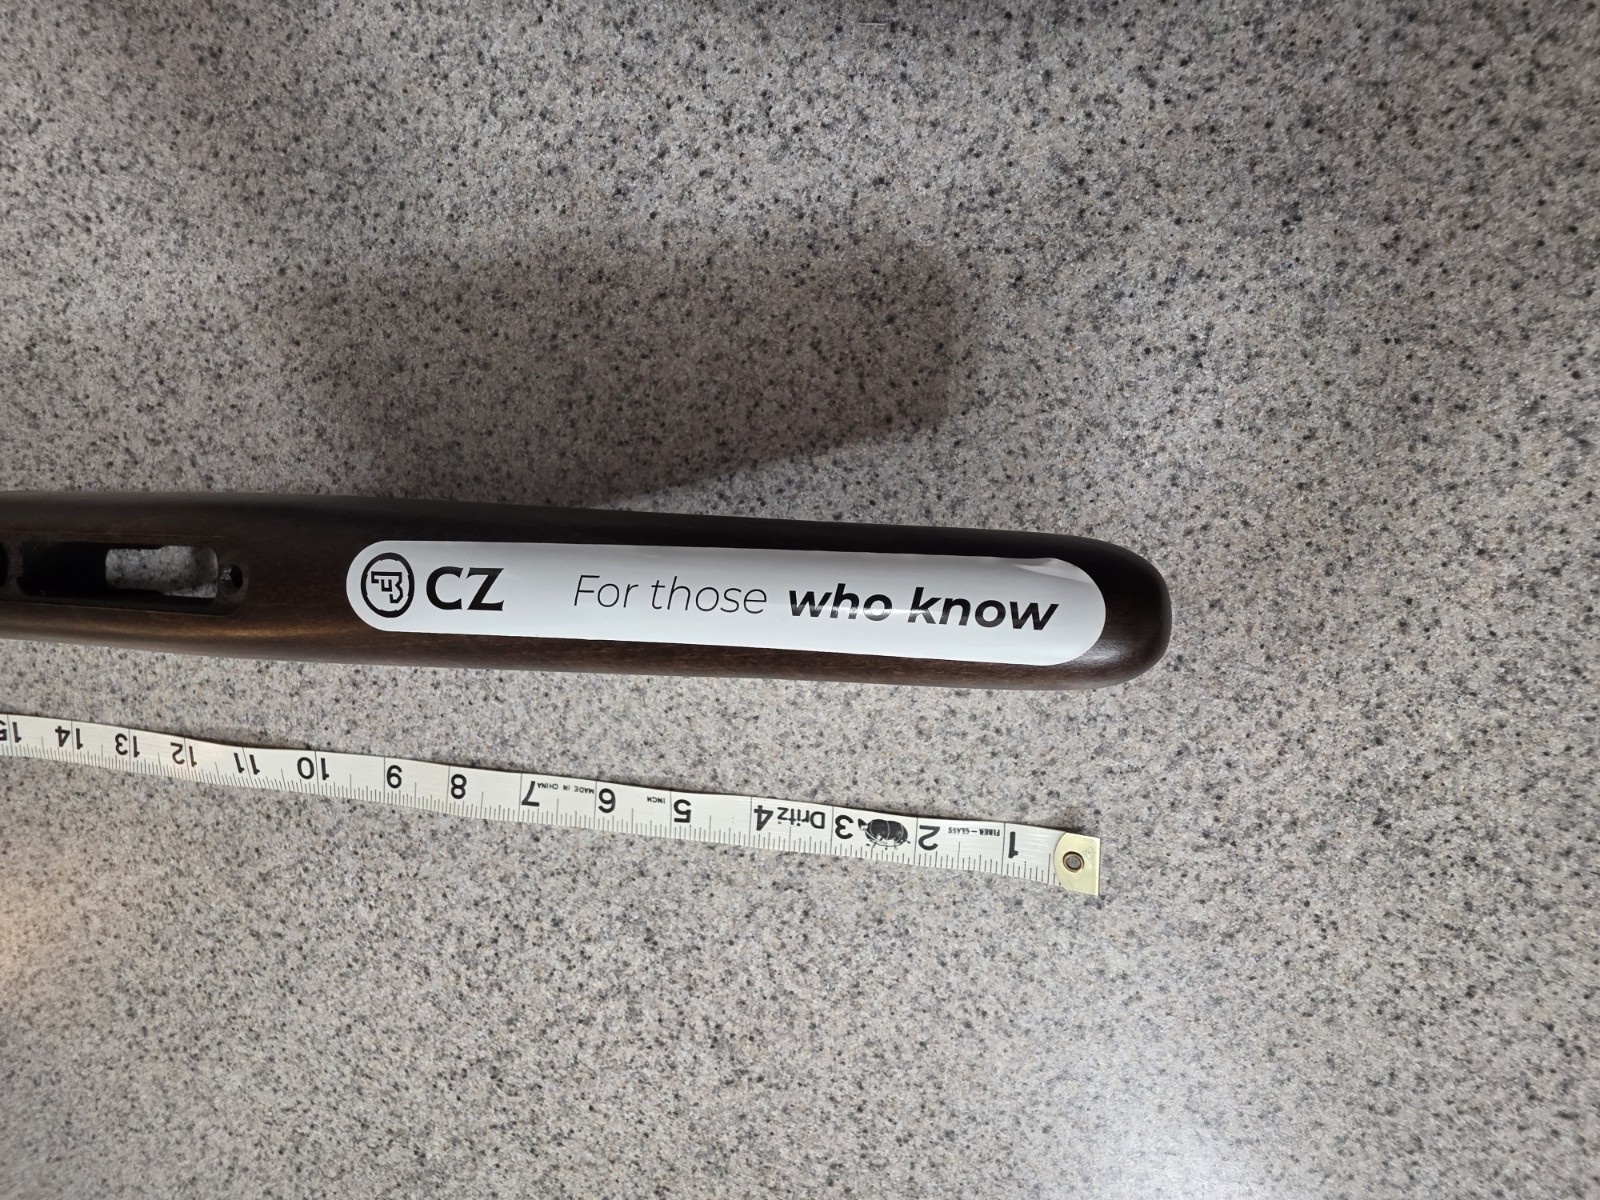 CZ For those who know
15 14 13 12 11 10 9 8 7 MADE IN CHINA 6 INCH 5 4 Dritz 3 2 FIBER-GLASS 1